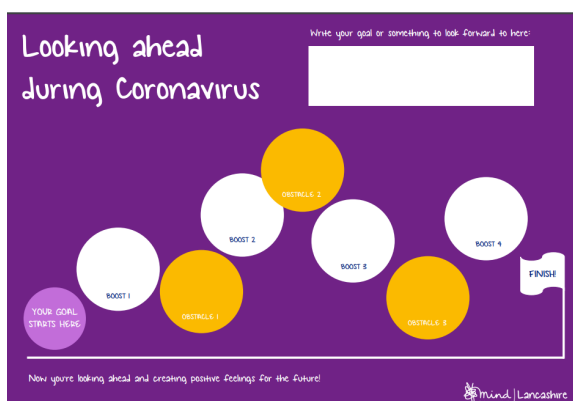 Looking ahead
during Coronavirus
Write your goal or something to look forward to here:
OBSTACLE 2
BOOST 2
BOOST 4
BOOST 3
FINISH!
BOOST 1
YOUR GOAL
STARTS HERE
OBSTACLE 1
OBSTACLE 3
Now you're looking ahead and creating positive feelings for the future!
mind | Lancashire